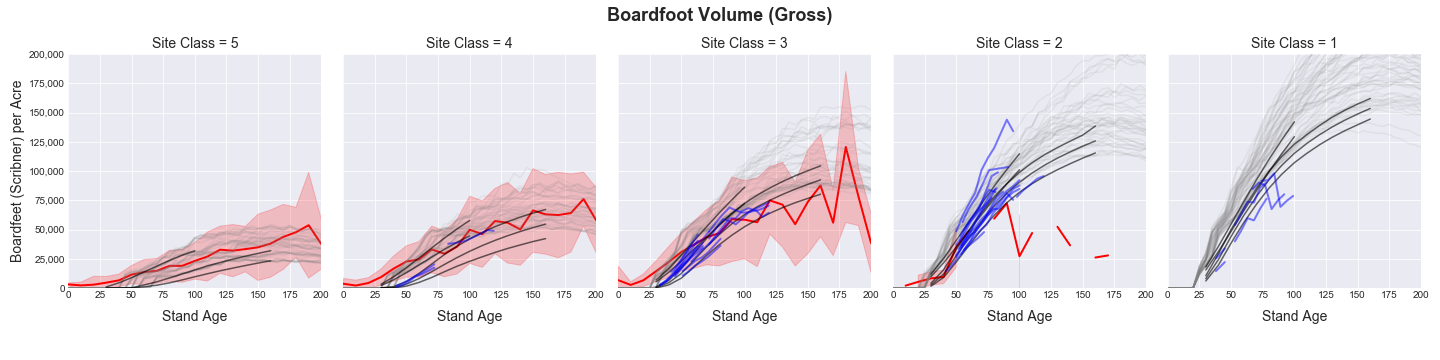 Boardfoot Volume (Gross)
Site Class = 5
Site Class = 4
Site Class = 3
Site Class = 2
Site Class = 1
Boardfeet (Scribner) per Acre
200,000
175,000
150,000
125,000
100,000
75,000
50,000
25,000
0
0 25 50 75 100 125 150 175 200
0 25 50 75 100 125 150 175 200
0 25 50 75 100 125 150 175 200
0 25 50 75 100 125 150 175 200
0 25 50 75 100 125 150 175 200
Stand Age
Stand Age
Stand Age
Stand Age
Stand Age